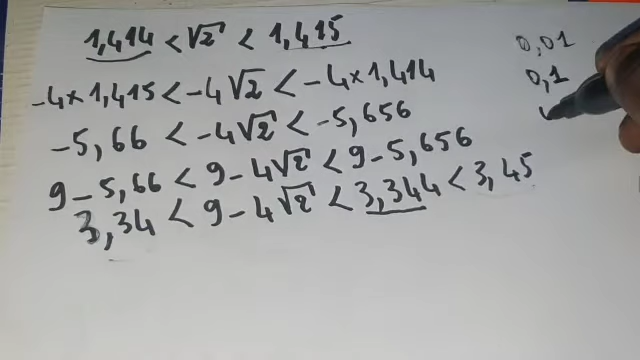 1,414 < √2 < 1,415
-4×1,415 < -4√2 < -4×1,414
-5,66 < -4√2 < -5,656
9-5,66 < 9-4√2 < 9-5,656
3,34 < 9-4√2 < 3,344 < 3,45
0,01
0,1